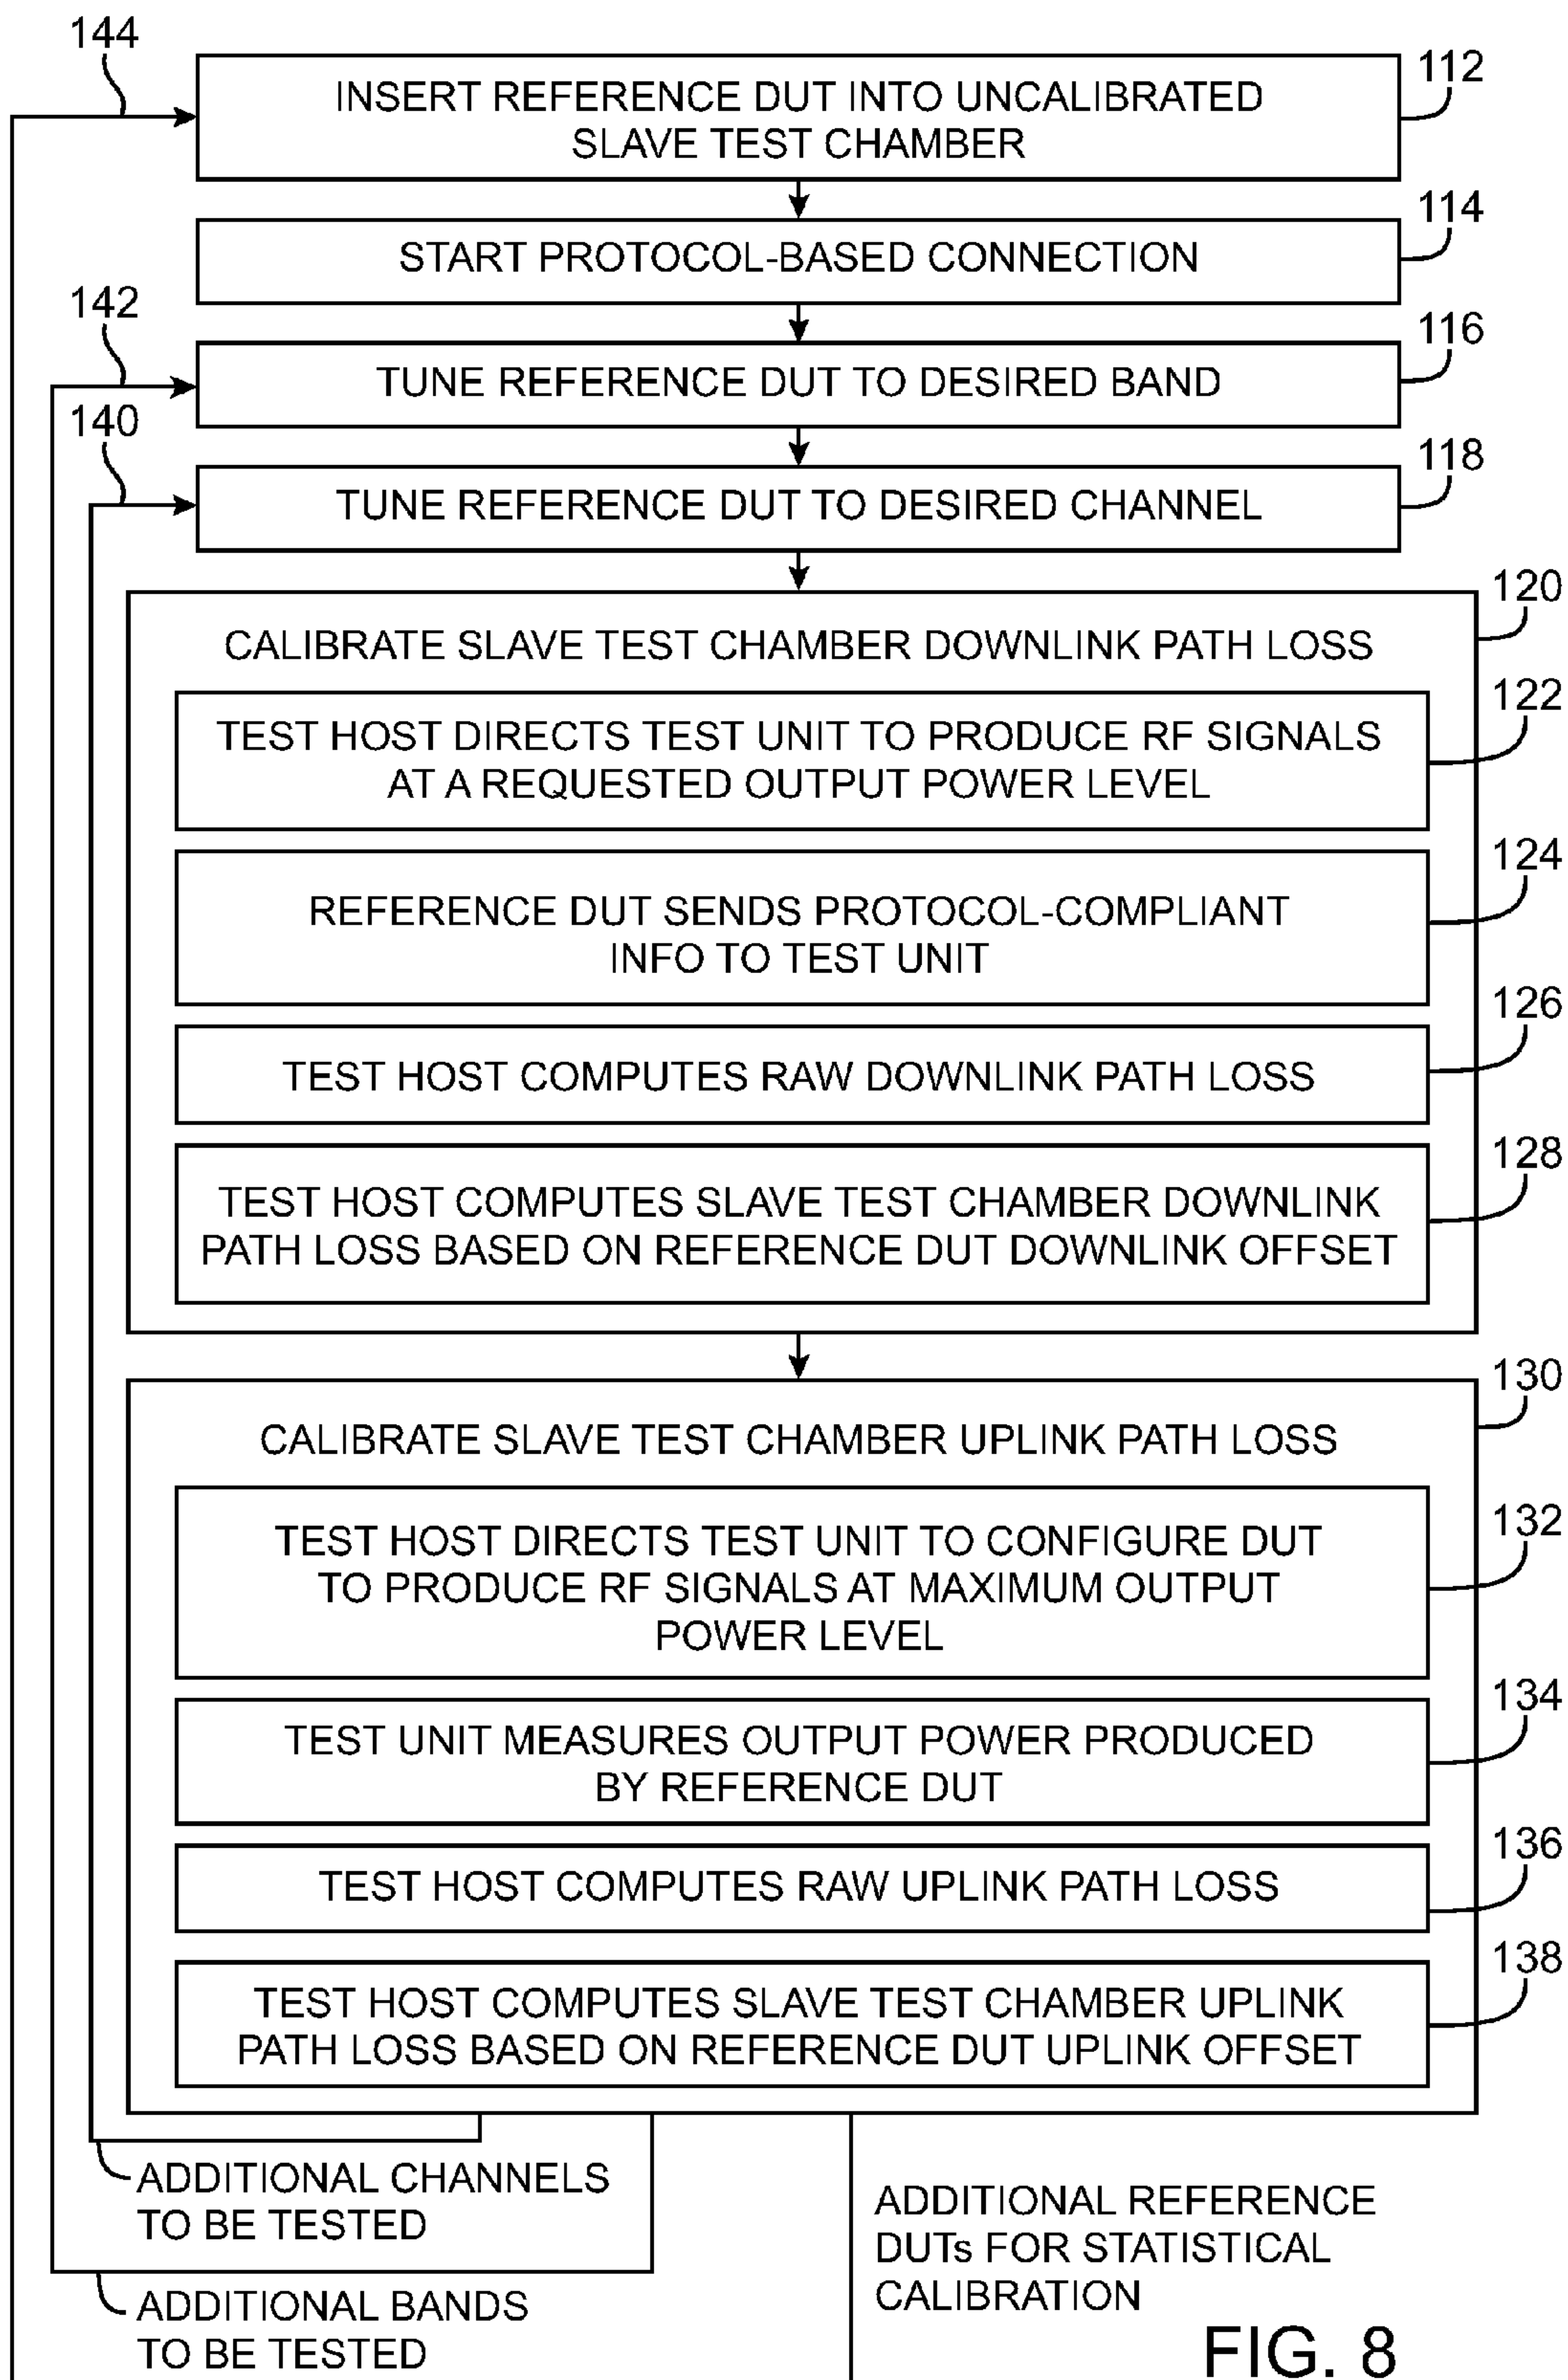 144
INSERT REFERENCE DUT INTO UNCALIBRATED
SLAVE TEST CHAMBER
112
START PROTOCOL-BASED CONNECTION
114
142
TUNE REFERENCE DUT TO DESIRED BAND
116
140
TUNE REFERENCE DUT TO DESIRED CHANNEL
118
120
CALIBRATE SLAVE TEST CHAMBER DOWNLINK PATH LOSS
122
TEST HOST DIRECTS TEST UNIT TO PRODUCE RF SIGNALS
AT A REQUESTED OUTPUT POWER LEVEL
124
REFERENCE DUT SENDS PROTOCOL-COMPLIANT
INFO TO TEST UNIT
126
TEST HOST COMPUTES RAW DOWNLINK PATH LOSS
128
TEST HOST COMPUTES SLAVE TEST CHAMBER DOWNLINK
PATH LOSS BASED ON REFERENCE DUT DOWNLINK OFFSET
130
CALIBRATE SLAVE TEST CHAMBER UPLINK PATH LOSS
132
TEST HOST DIRECTS TEST UNIT TO CONFIGURE DUT
TO PRODUCE RF SIGNALS AT MAXIMUM OUTPUT
POWER LEVEL
134
TEST UNIT MEASURES OUTPUT POWER PRODUCED
BY REFERENCE DUT
136
TEST HOST COMPUTES RAW UPLINK PATH LOSS
138
TEST HOST COMPUTES SLAVE TEST CHAMBER UPLINK
PATH LOSS BASED ON REFERENCE DUT UPLINK OFFSET
ADDITIONAL CHANNELS
TO BE TESTED
ADDITIONAL BANDS
TO BE TESTED
ADDITIONAL REFERENCE
DUTs FOR STATISTICAL
CALIBRATION
FIG. 8